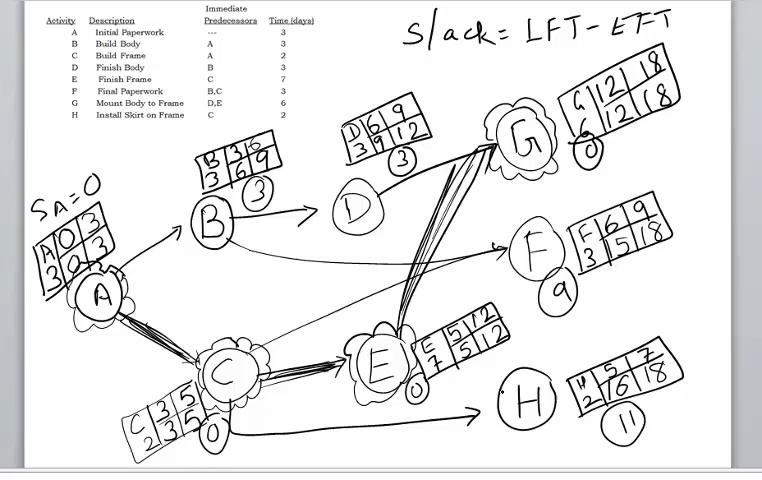 Immediate
Activity Description Predecessors Time (days)
A Initial Paperwork --- 3
B Build Body A 3
C Build Frame A 2
D Finish Body B 3
E Finish Frame C 7
F Final Paperwork B,C 3
G Mount Body to Frame D,E 6
H Install Skirt on Frame C 2
Slack = LFT - EFT
G 12 18
6 12 18
0
G
D 6 9
3 9 12
3
B 3 6
3 6 9
3
SA = 0
A 0 3
3 0 3
A
B
D
F
F 6 9
3 15 18
9
C
E
E 5 12
7 5 12
0
H
H 5 7
2 16 18
11
C 3 5
2 3 5
0